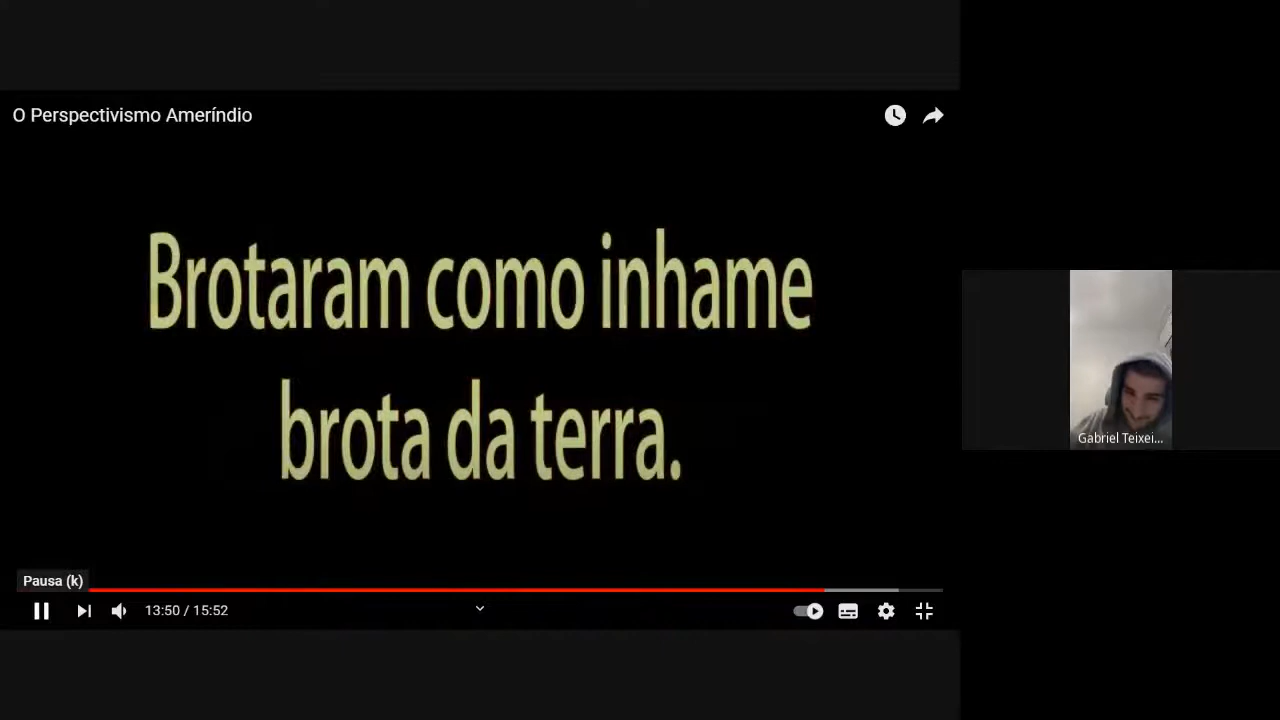 O Perspectivismo Ameríndio
Brotaram como inhame
brota da terra.
Gabriel Teixei...
Pausa (k)
13:50 / 15:52